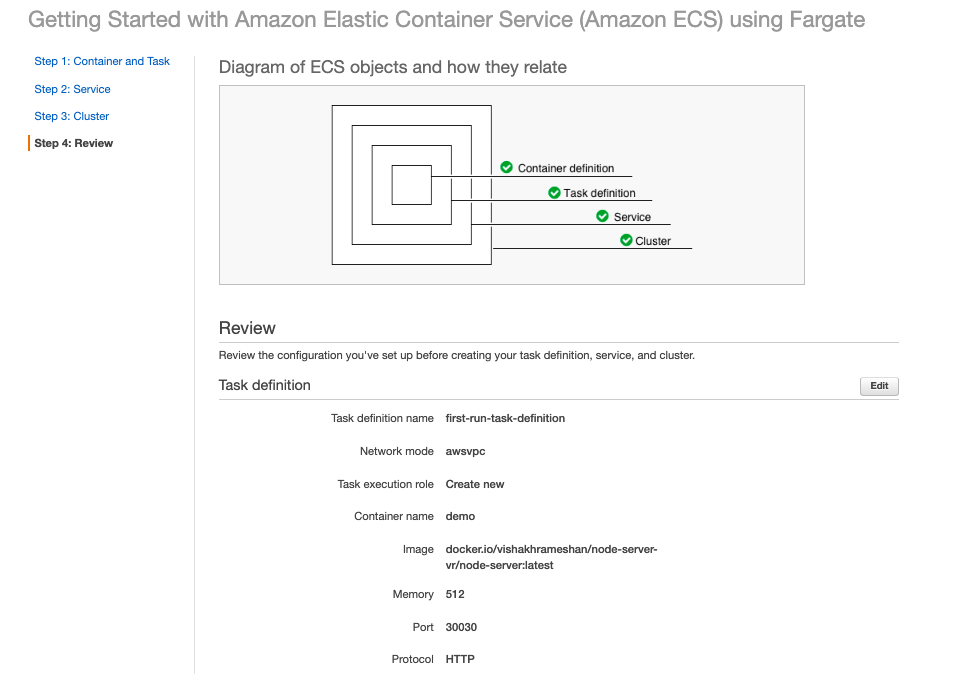 Getting Started with Amazon Elastic Container Service (Amazon ECS) using Fargate
Step 1: Container and Task
Step 2: Service
Step 3: Cluster
Step 4: Review
Diagram of ECS objects and how they relate
Container definition
Task definition
Service
Cluster
Review
Review the configuration you've set up before creating your task definition, service, and cluster.
Task definition
Edit
Task definition name first-run-task-definition
Network mode awsvpc
Task execution role Create new
Container name demo
Image docker.io/vishakhrameshan/node-server-
vr/node-server:latest
Memory 512
Port 30030
Protocol HTTP